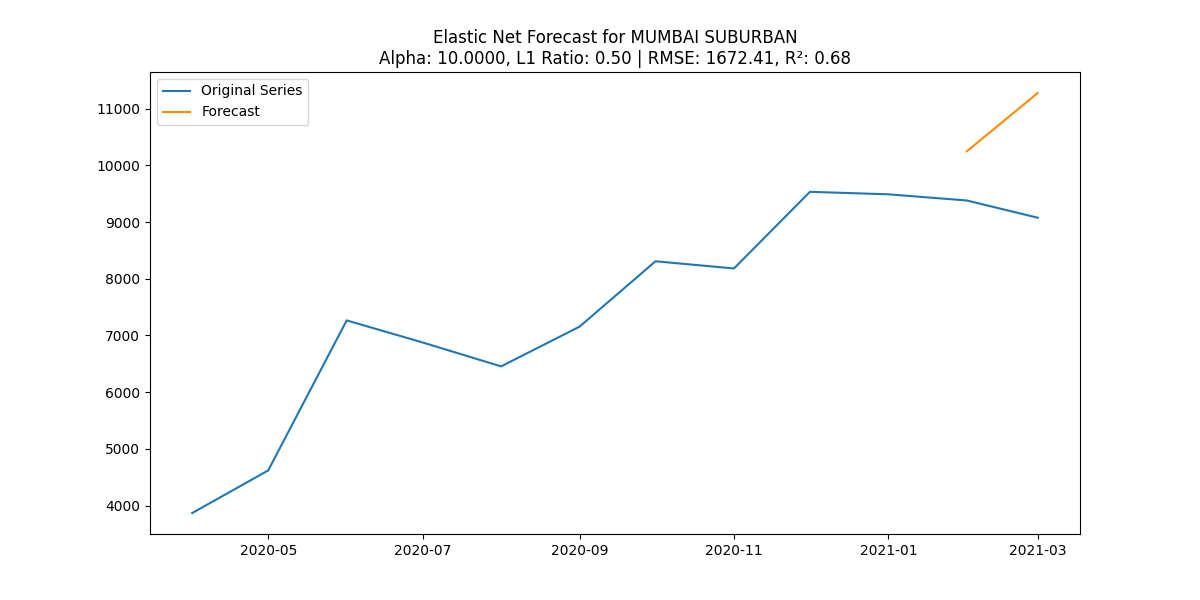 Elastic Net Forecast for MUMBAI SUBURBAN
Alpha: 10.0000, L1 Ratio: 0.50 | RMSE: 1672.41, R²: 0.68
Original Series
Forecast
11000
10000
9000
8000
7000
6000
5000
4000
2020-05 2020-07 2020-09 2020-11 2021-01 2021-03